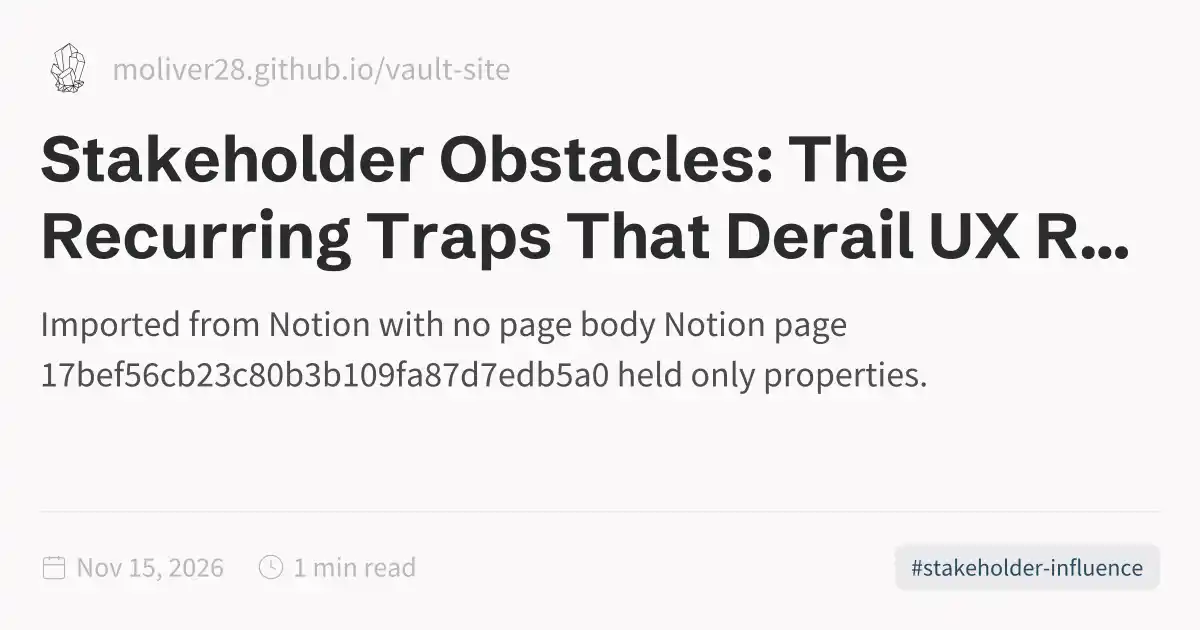 moliver28.github.io/vault-site
Stakeholder Obstacles: The
Recurring Traps That Derail UX R...
Imported from Notion with no page body Notion page
17bef56cb23c80b3b109fa87d7edb5a0 held only properties.
Nov 15, 2026
1 min read
#stakeholder-influence